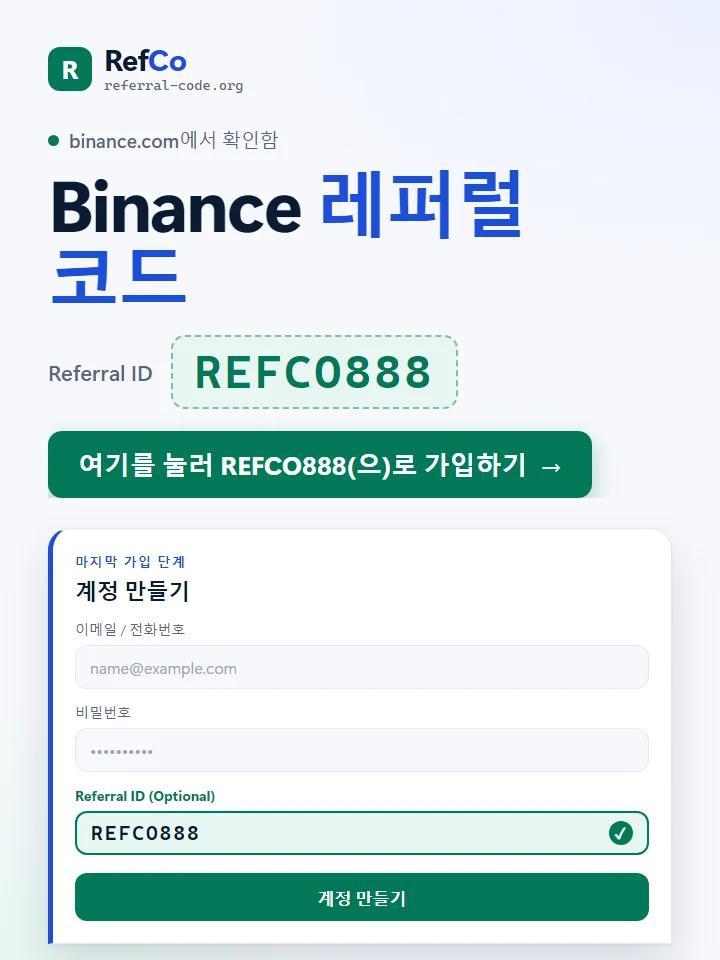 R
RefCo
referral-code.org
binance.com에서 확인함
Binance 레퍼럴
코드
Referral ID
REFCO888
여기를 눌러 REFCO888(으)로 가입하기 →
마지막 가입 단계
계정 만들기
이메일 / 전화번호
name@example.com
비밀번호
••••••••••
Referral ID (Optional)
REFCO888
계정 만들기